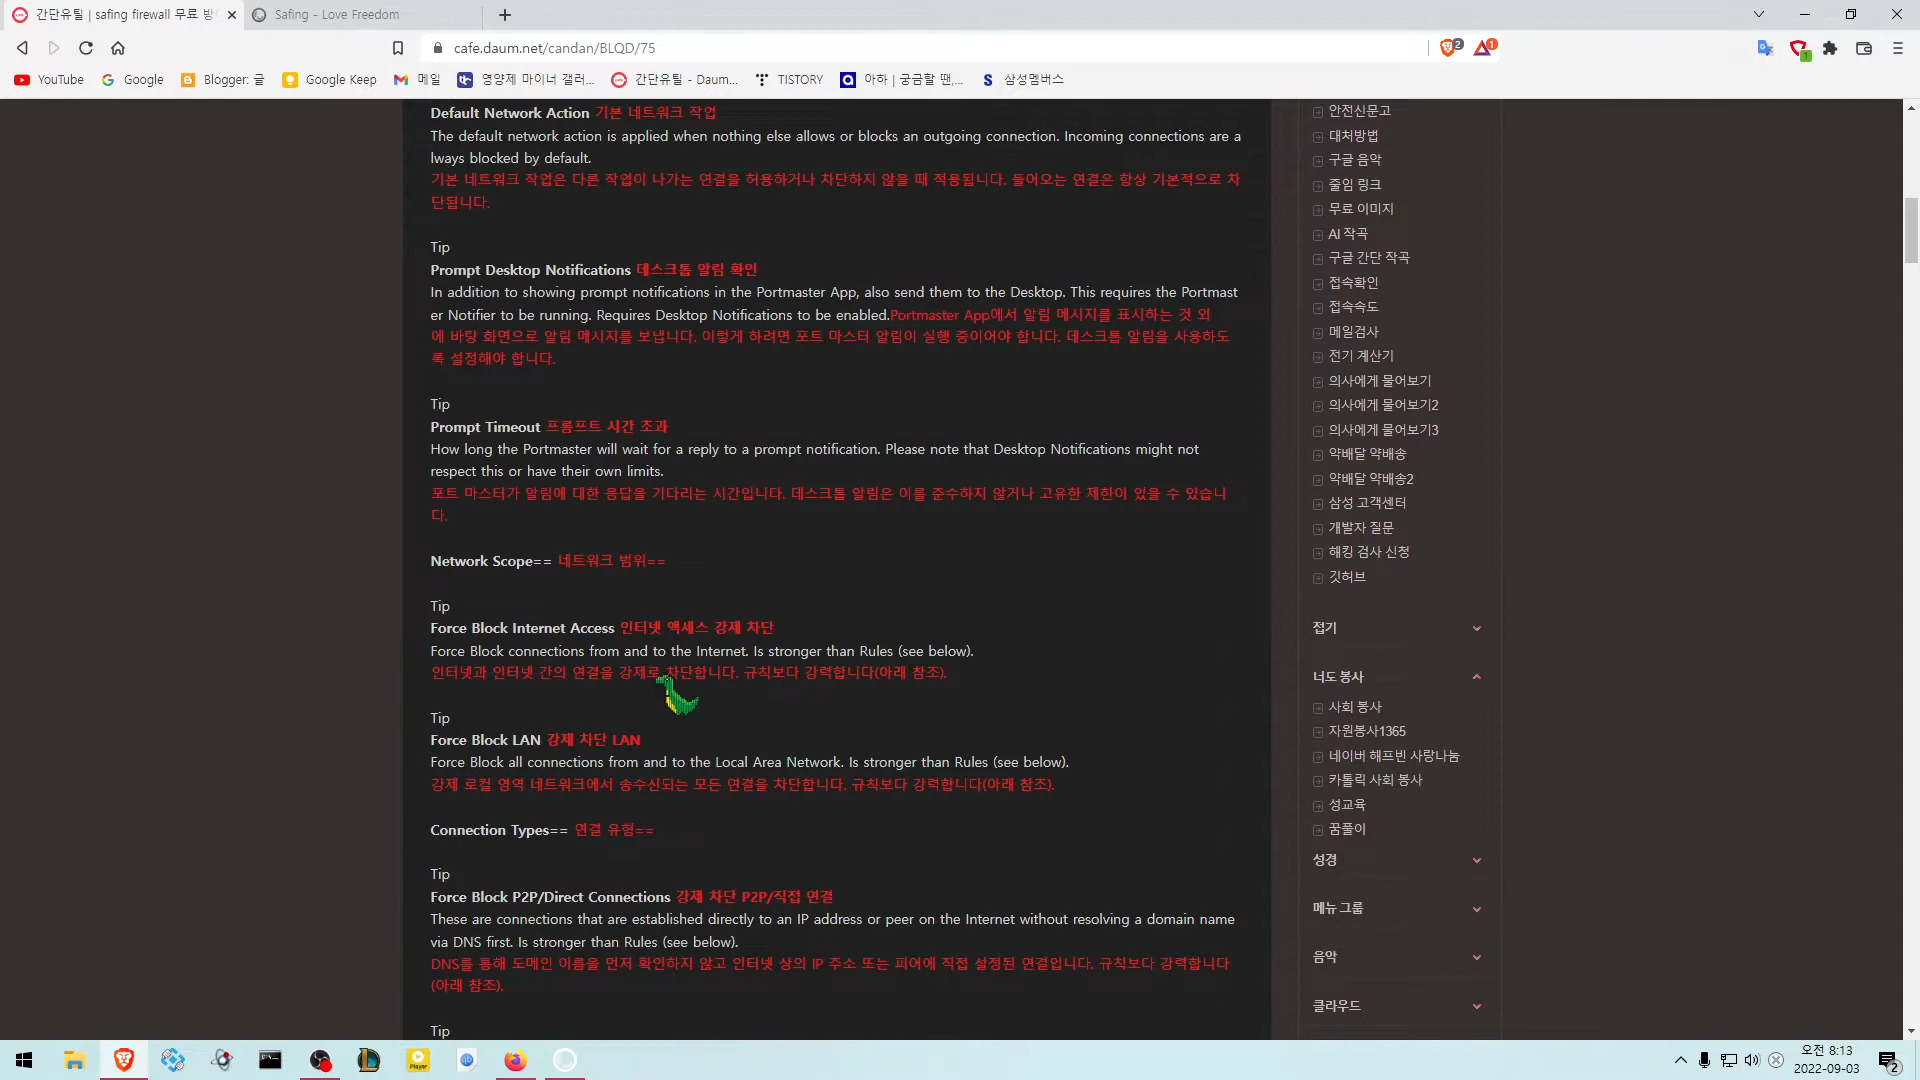 간단유틸 | safing firewall 무료 방
Safing - Love Freedom
cafe.daum.net/candan/BLQD/75
2
1
1
YouTube
Google
Blogger: 글
Google Keep
메일
영양제 마이너 갤러...
간단유틸 - Daum...
TISTORY
아하 | 궁금할 땐,...
삼성멤버스
Default Network Action 기본 네트워크 작업
The default network action is applied when nothing else allows or blocks an outgoing connection. Incoming connections are a
lways blocked by default.
기본 네트워크 작업은 다른 작업이 나가는 연결을 허용하거나 차단하지 않을 때 적용됩니다. 들어오는 연결은 항상 기본적으로 차
단됩니다.
Tip
Prompt Desktop Notifications 데스크톱 알림 확인
In addition to showing prompt notifications in the Portmaster App, also send them to the Desktop. This requires the Portmast
er Notifier to be running. Requires Desktop Notifications to be enabled.Portmaster App에서 알림 메시지를 표시하는 것 외
에 바탕 화면으로 알림 메시지를 보냅니다. 이렇게 하려면 포트 마스터 알림이 실행 중이어야 합니다. 데스크톱 알림을 사용하도
록 설정해야 합니다.
Tip
Prompt Timeout 프롬프트 시간 초과
How long the Portmaster will wait for a reply to a prompt notification. Please note that Desktop Notifications might not
respect this or have their own limits.
포트 마스터가 알림에 대한 응답을 기다리는 시간입니다. 데스크톱 알림은 이를 준수하지 않거나 고유한 제한이 있을 수 있습니
다.
Network Scope== 네트워크 범위==
Tip
Force Block Internet Access 인터넷 액세스 강제 차단
Force Block connections from and to the Internet. Is stronger than Rules (see below).
인터넷과 인터넷 간의 연결을 강제로 차단합니다. 규칙보다 강력합니다(아래 참조).
Tip
Force Block LAN 강제 차단 LAN
Force Block all connections from and to the Local Area Network. Is stronger than Rules (see below).
강제 로컬 영역 네트워크에서 송수신되는 모든 연결을 차단합니다. 규칙보다 강력합니다(아래 참조).
Connection Types== 연결 유형==
Tip
Force Block P2P/Direct Connections 강제 차단 P2P/직접 연결
These are connections that are established directly to an IP address or peer on the Internet without resolving a domain name
via DNS first. Is stronger than Rules (see below).
DNS를 통해 도메인 이름을 먼저 확인하지 않고 인터넷 상의 IP 주소 또는 피어에 직접 설정된 연결입니다. 규칙보다 강력합니다
(아래 참조).
Tip
안전신문고
대처방법
구글 음악
줄임 링크
무료 이미지
AI 작곡
구글 간단 작곡
접속확인
접속속도
메일검사
전기 계산기
의사에게 물어보기
의사에게 물어보기2
의사에게 물어보기3
약배달 약배송
약배달 약배송2
삼성 고객센터
개발자 질문
해킹 검사 신청
깃허브
접기
너도 봉사
사회 봉사
자원봉사1365
네이버 해프빈 사랑나눔
카톨릭 사회 봉사
성교육
꿈풀이
성경
메뉴 그룹
음악
클라우드
Player
오전 8:13
2022-09-03
2